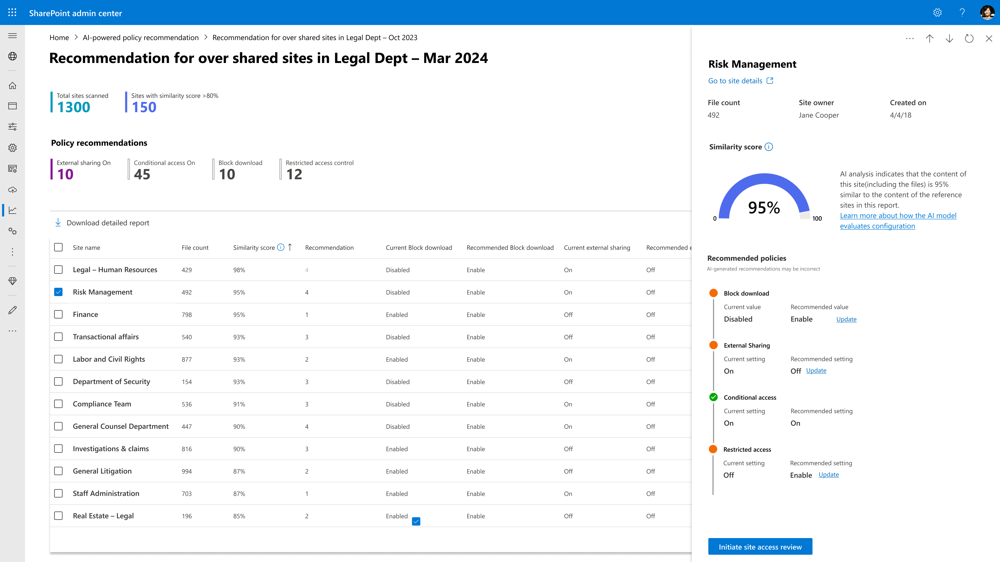 SharePoint admin center
Home > AI-powered policy recommendation > Recommendation for over shared sites in Legal Dept – Oct 2023
Recommendation for over shared sites in Legal Dept – Mar 2024
Total sites scanned Sites with similarity score >80%
1300 150
Policy recommendations
External sharing On Conditional access On Block download Restricted access control
10 45 10 12
Download detailed report
Site name File count Similarity score Recommendation Current Block download Recommended Block download Current external sharing Recommended e
Legal – Human Resources 429 98% 4 Disabled Enable On Off
Risk Management 492 95% 4 Disabled Enable On Off
Finance 798 95% 1 Enabled Enable Off Off
Transactional affairs 540 93% 3 Disabled Enable Off Off
Labor and Civil Rights 877 93% 2 Enabled Enable On Off
Department of Security 154 93% 3 Disabled Enable Off Off
Compliance Team 536 91% 3 Disabled Enable On Off
General Counsel Department 447 90% 4 Disabled Enable On Off
Investigations & claims 816 90% 3 Enabled Enable Off Off
General Litigation 994 87% 2 Enabled Enable Off Off
Staff Administration 703 87% 1 Enabled Enable On Off
Real Estate – Legal 196 85% 2 Enabled Enable Off Off
Risk Management
Go to site details
File count Site owner Created on
492 Jane Cooper 4/4/18
Similarity score
95%
0 100
AI analysis indicates that the content of
this site(including the files) is 95%
similar to the content of the reference
sites in this report.
Learn more about how the AI model
evaluates configuration
Recommended policies
AI-generated recommendations may be incorrect
Block download
Current value Recommended value
Disabled Enable Update
External Sharing
Current setting Recommended setting
On Off Update
Conditional access
Current setting Recommended setting
On On
Restricted access
Current setting Recommended setting
Off Enable Update
Initiate site access review